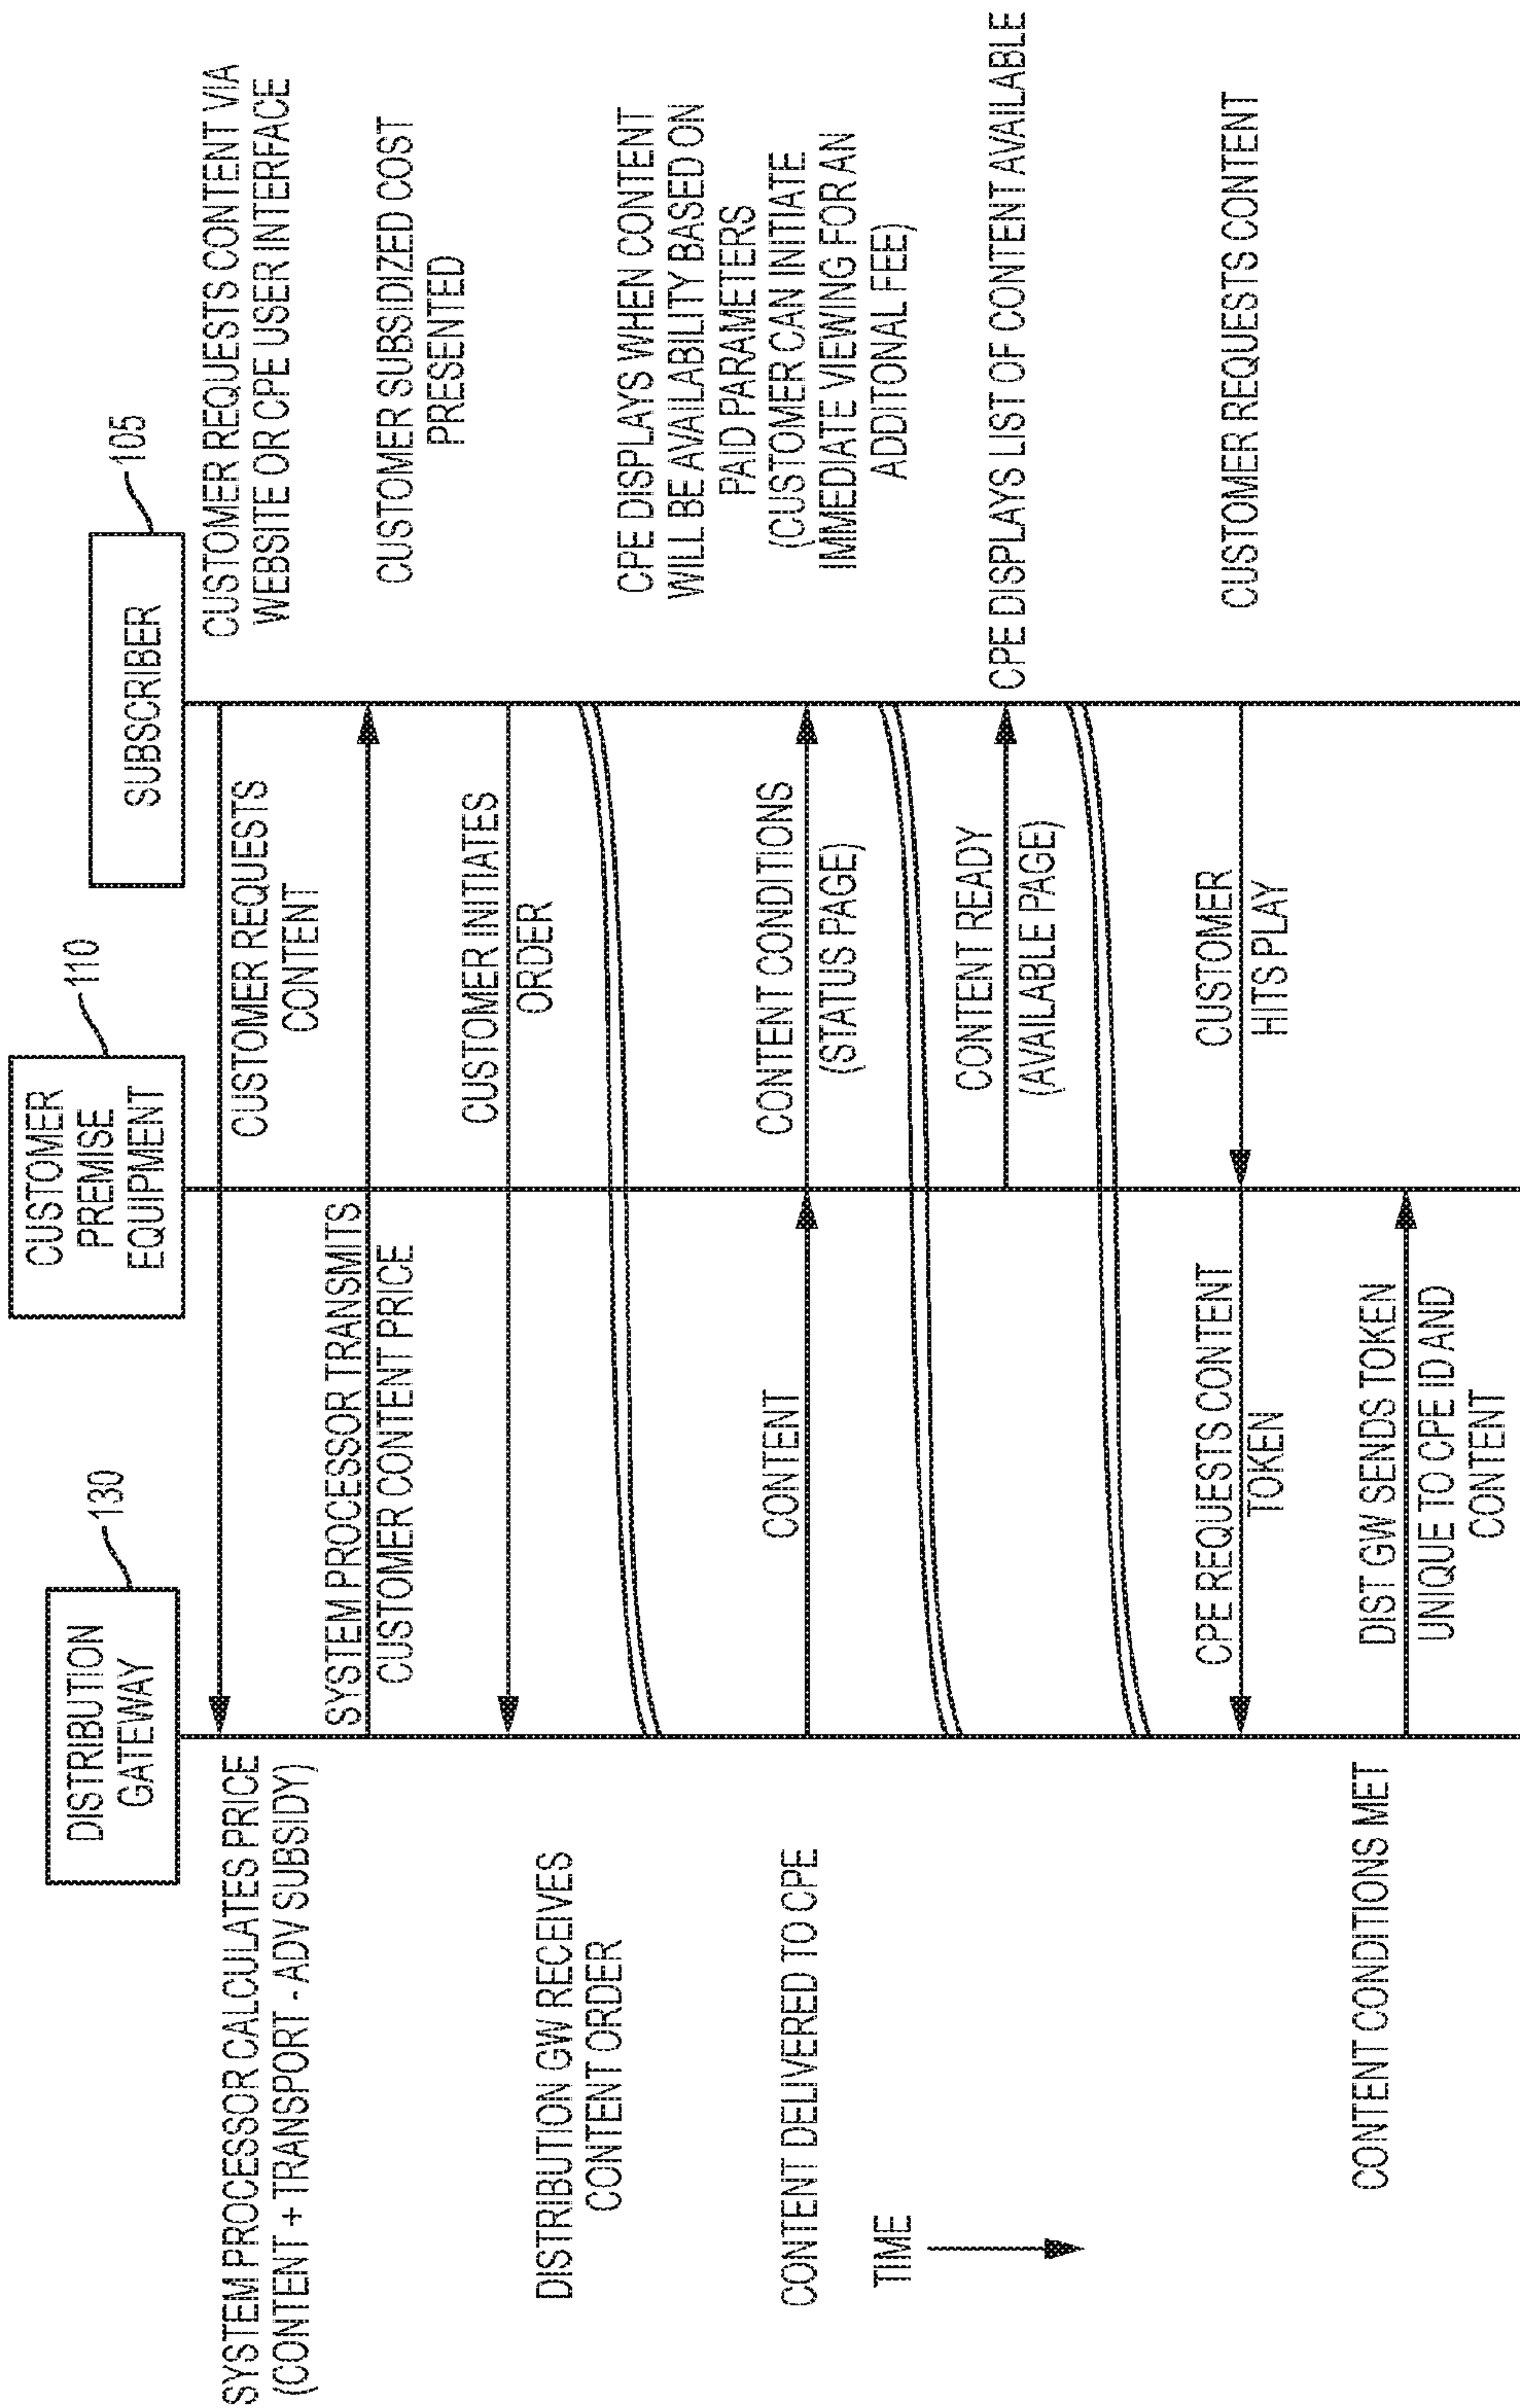 DISTRIBUTION
GATEWAY
130
CUSTOMER
PREMISE
EQUIPMENT
110
SUBSCRIBER
105
SYSTEM PROCESSOR CALCULATES PRICE
(CONTENT + TRANSPORT - ADV SUBSIDY)
CUSTOMER REQUESTS
CONTENT
CUSTOMER REQUESTS CONTENT VIA
WEBSITE OR CPE USER INTERFACE
SYSTEM PROCESSOR TRANSMITS
CUSTOMER CONTENT PRICE
CUSTOMER SUBSIDIZED COST
PRESENTED
CUSTOMER INITIATES
ORDER
DISTRIBUTION GW RECEIVES
CONTENT ORDER
CONTENT DELIVERED TO CPE
CONTENT
CONTENT CONDITIONS
(STATUS PAGE)
CPE DISPLAYS WHEN CONTENT
WILL BE AVAILABILITY BASED ON
PAID PARAMETERS
(CUSTOMER CAN INITIATE
IMMEDIATE VIEWING FOR AN
ADDITONAL FEE)
TIME
CONTENT READY
(AVAILABLE PAGE)
CPE DISPLAYS LIST OF CONTENT AVAILABLE
CPE REQUESTS CONTENT
TOKEN
CUSTOMER
HITS PLAY
CUSTOMER REQUESTS CONTENT
CONTENT CONDITIONS MET
DIST GW SENDS TOKEN
UNIQUE TO CPE ID AND
CONTENT